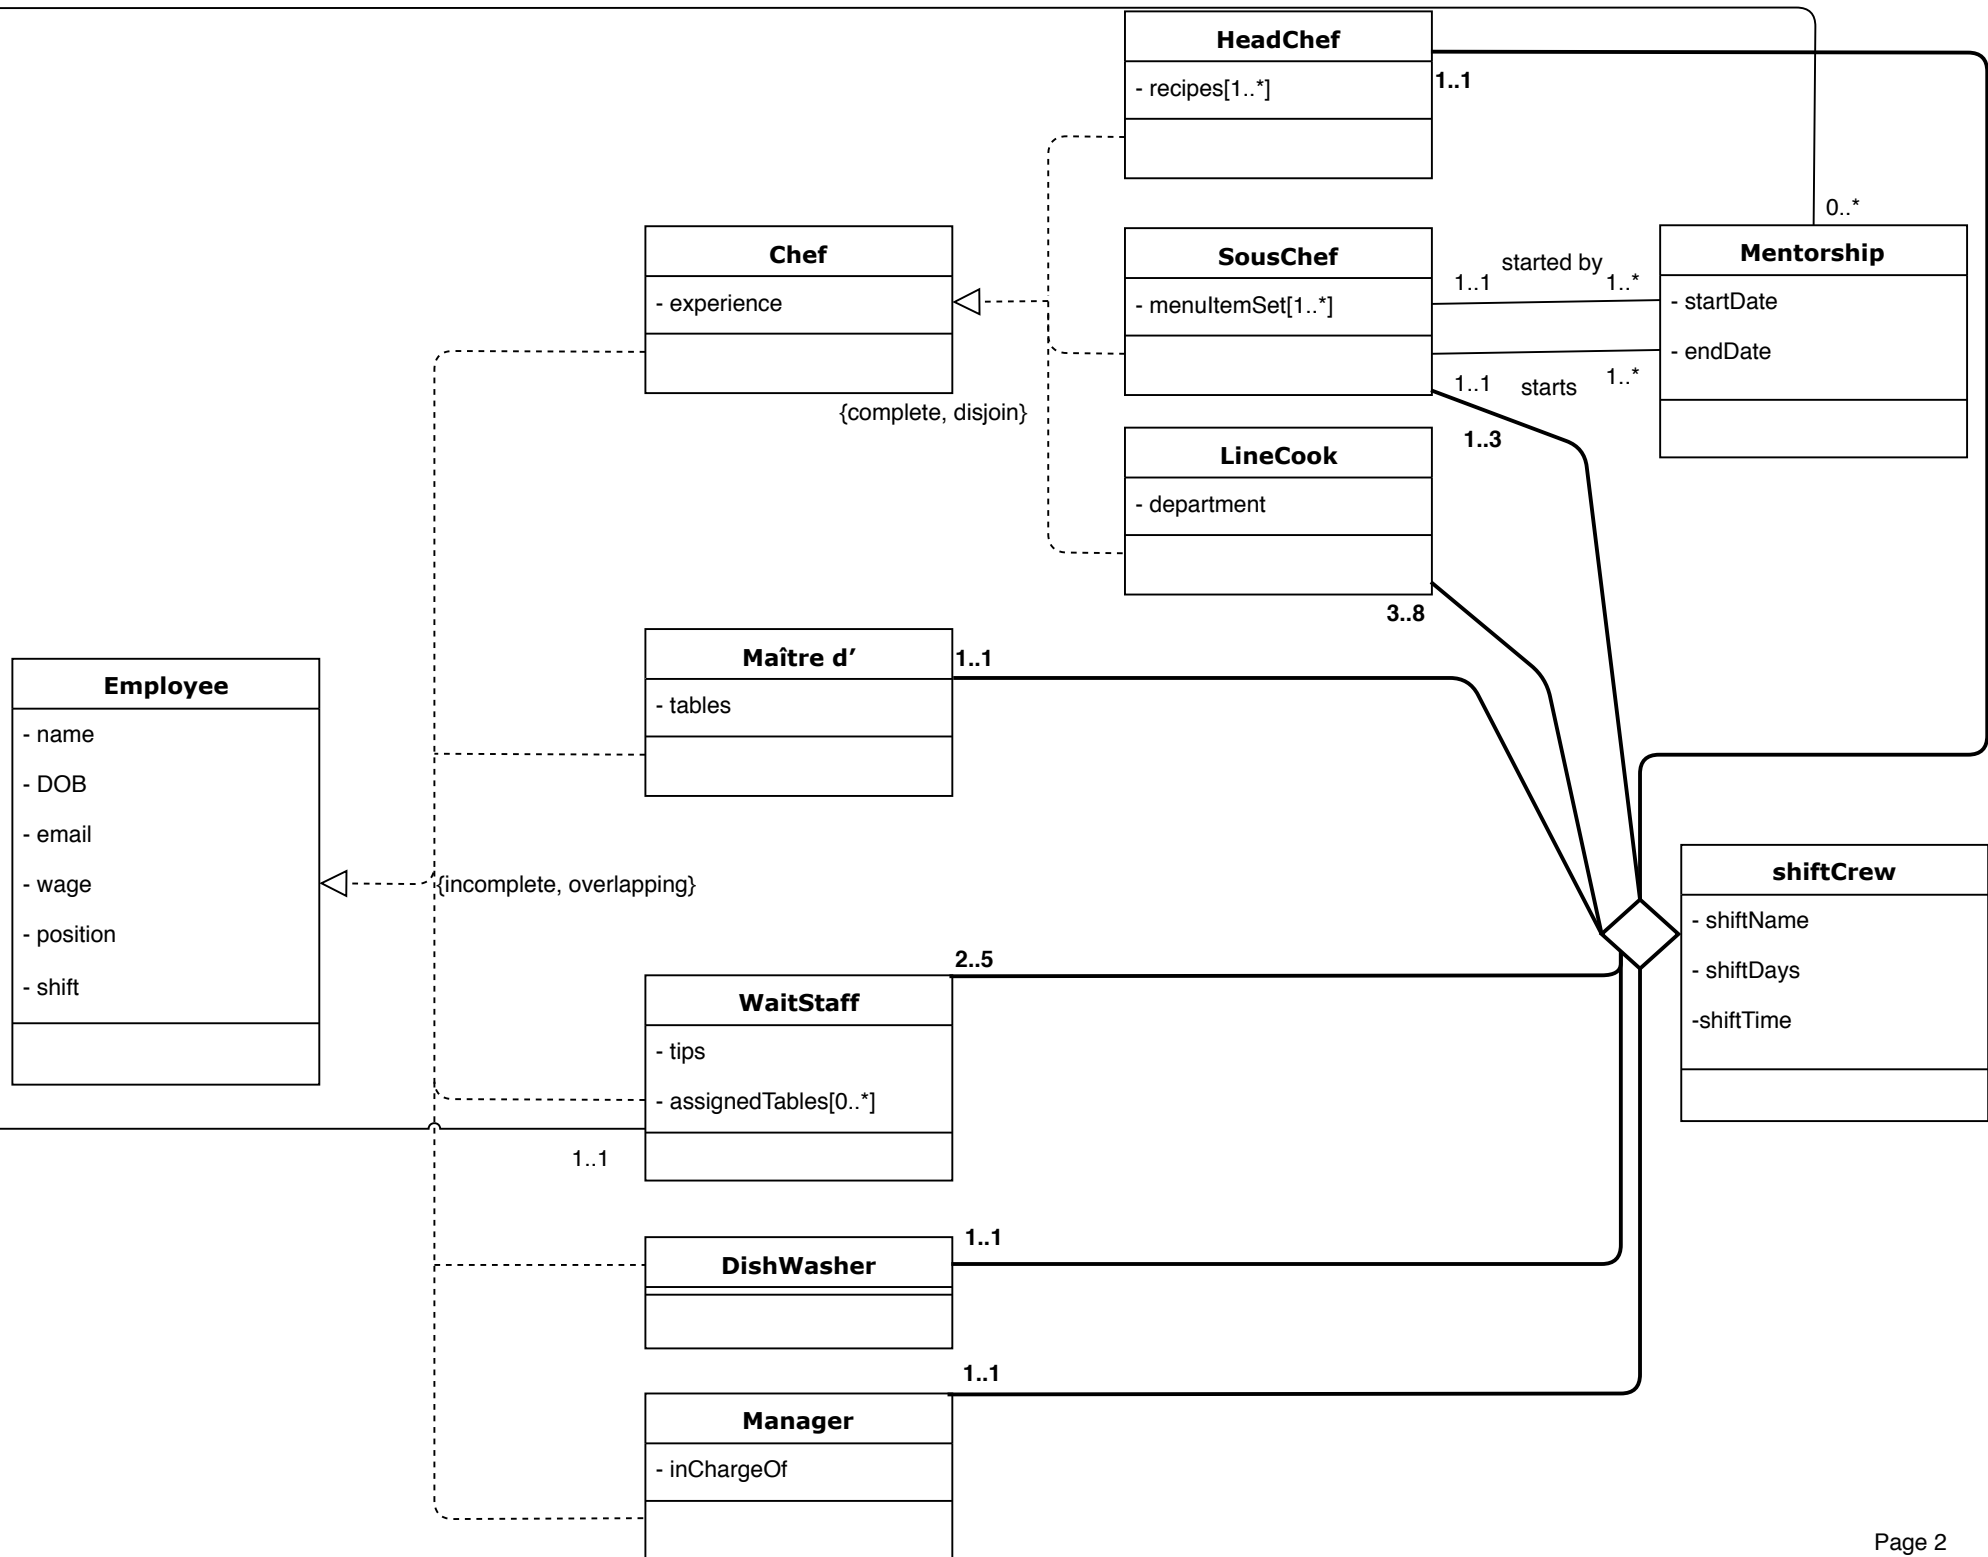 HeadChef
- recipes[1..*]
1..1
0..*
Chef
- experience
{complete, disjoin}
SousChef
- menuItemSet[1..*]
1..1
started by
1..*
1..1
starts
1..*
1..3
Mentorship
- startDate
- endDate
LineCook
- department
3..8
Maître d’
- tables
1..1
Employee
- name
- DOB
- email
- wage
- position
- shift
{incomplete, overlapping}
shiftCrew
- shiftName
- shiftDays
-shiftTime
2..5
WaitStaff
- tips
- assignedTables[0..*]
1..1
1..1
DishWasher
1..1
Manager
- inChargeOf
Page 2